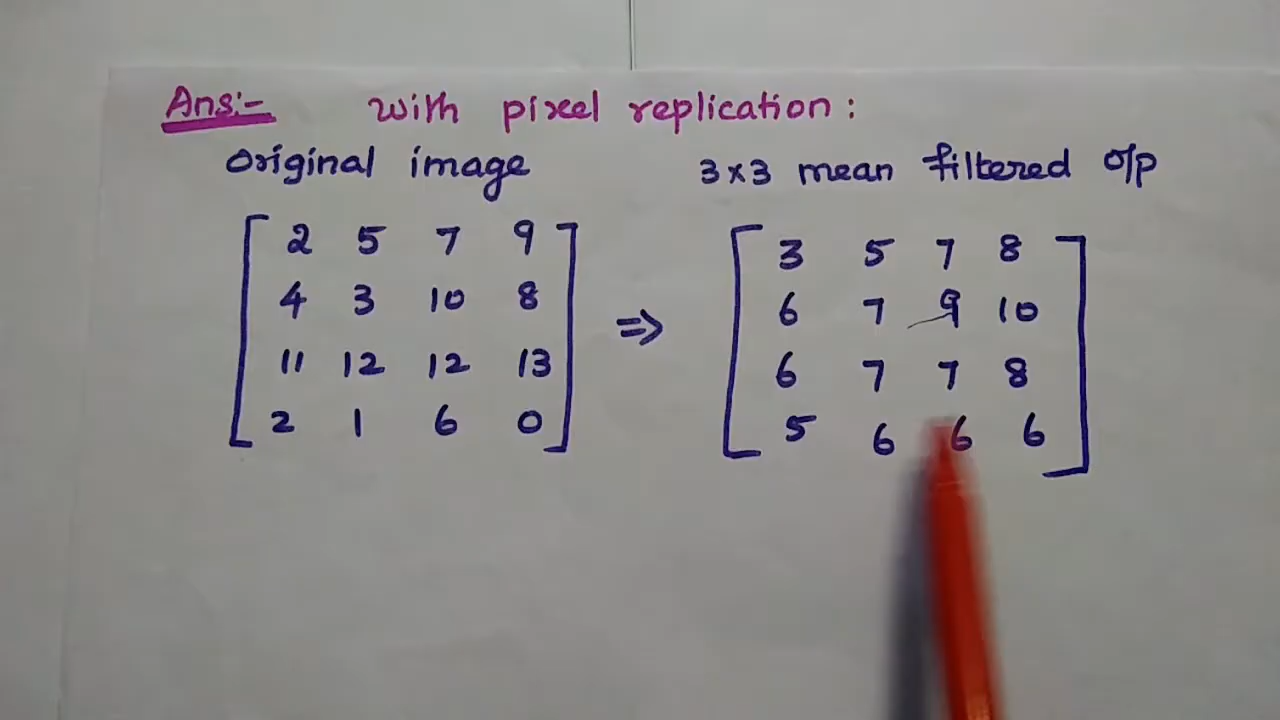 Ans:- with pixel replication:
Original image 3x3 mean filtered o/p
2 5 7 9 ⇒ 3 5 7 8
4 3 10 8 6 7 9 10
11 12 12 13 6 7 7 8
2 1 6 0 5 6 6 6